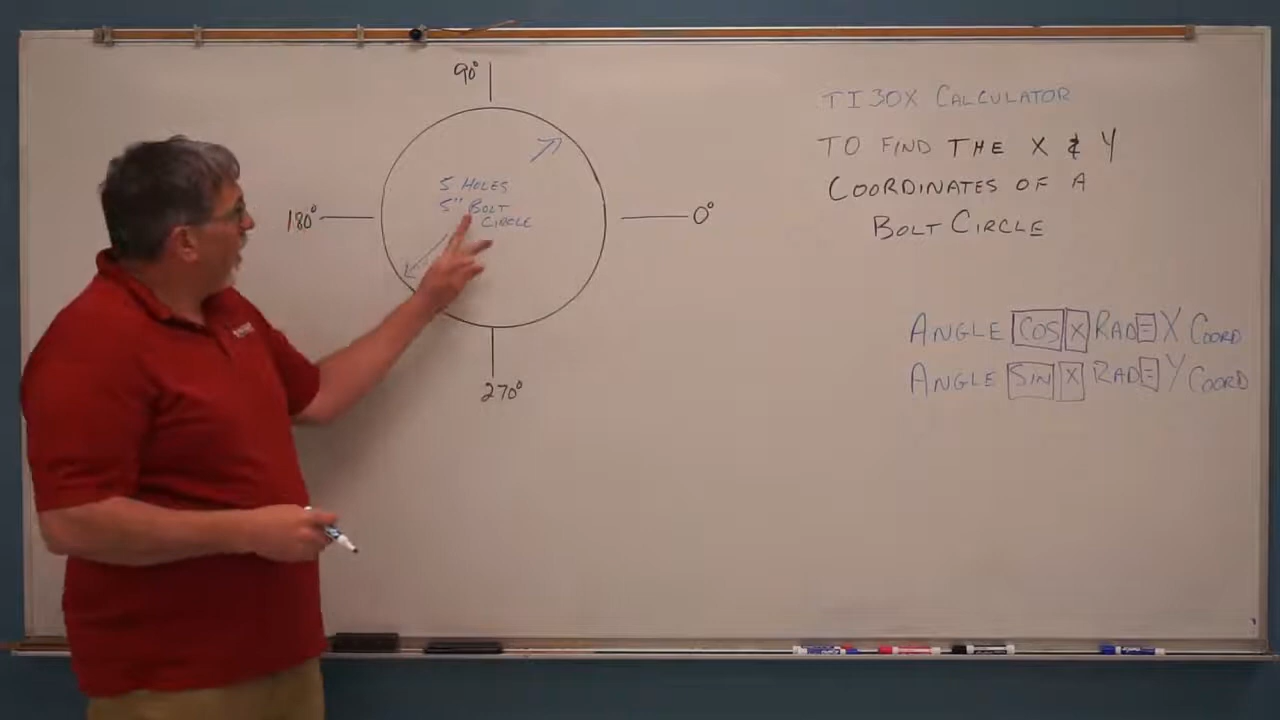 90°
5 HOLES
5" BOLT
CIRCLE
180°
0°
270°
TI30X CALCULATOR
TO FIND THE X & Y
COORDINATES OF A
BOLT CIRCLE
ANGLE COS X RAD = X COORD
ANGLE SIN X RAD = Y COORD